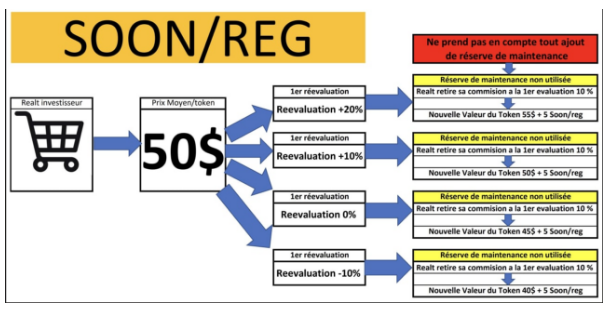 SOON/REG
Ne prend pas en compte tout ajout
de réserve de maintenance
Realt investisseur
Prix Moyen/token
50$
1er réevaluation
Reevaluation +20%
Réserve de maintenance non utilisée
Realt retire sa commision a la 1er evaluation 10 %
Nouvelle Valeur du Token 55$ + 5 Soon/reg
1er réevaluation
Reevaluation +10%
Réserve de maintenance non utilisée
Realt retire sa commision a la 1er evaluation 10 %
Nouvelle Valeur du Token 50$ + 5 Soon/reg
1er réevaluation
Reevaluation 0%
Réserve de maintenance non utilisée
Realt retire sa commision a la 1er evaluation 10 %
Nouvelle Valeur du Token 45$ + 5 Soon/reg
1er réevaluation
Reevaluation -10%
Réserve de maintenance non utilisée
Realt retire sa commision a la 1er evaluation 10 %
Nouvelle Valeur du Token 40$ + 5 Soon/reg